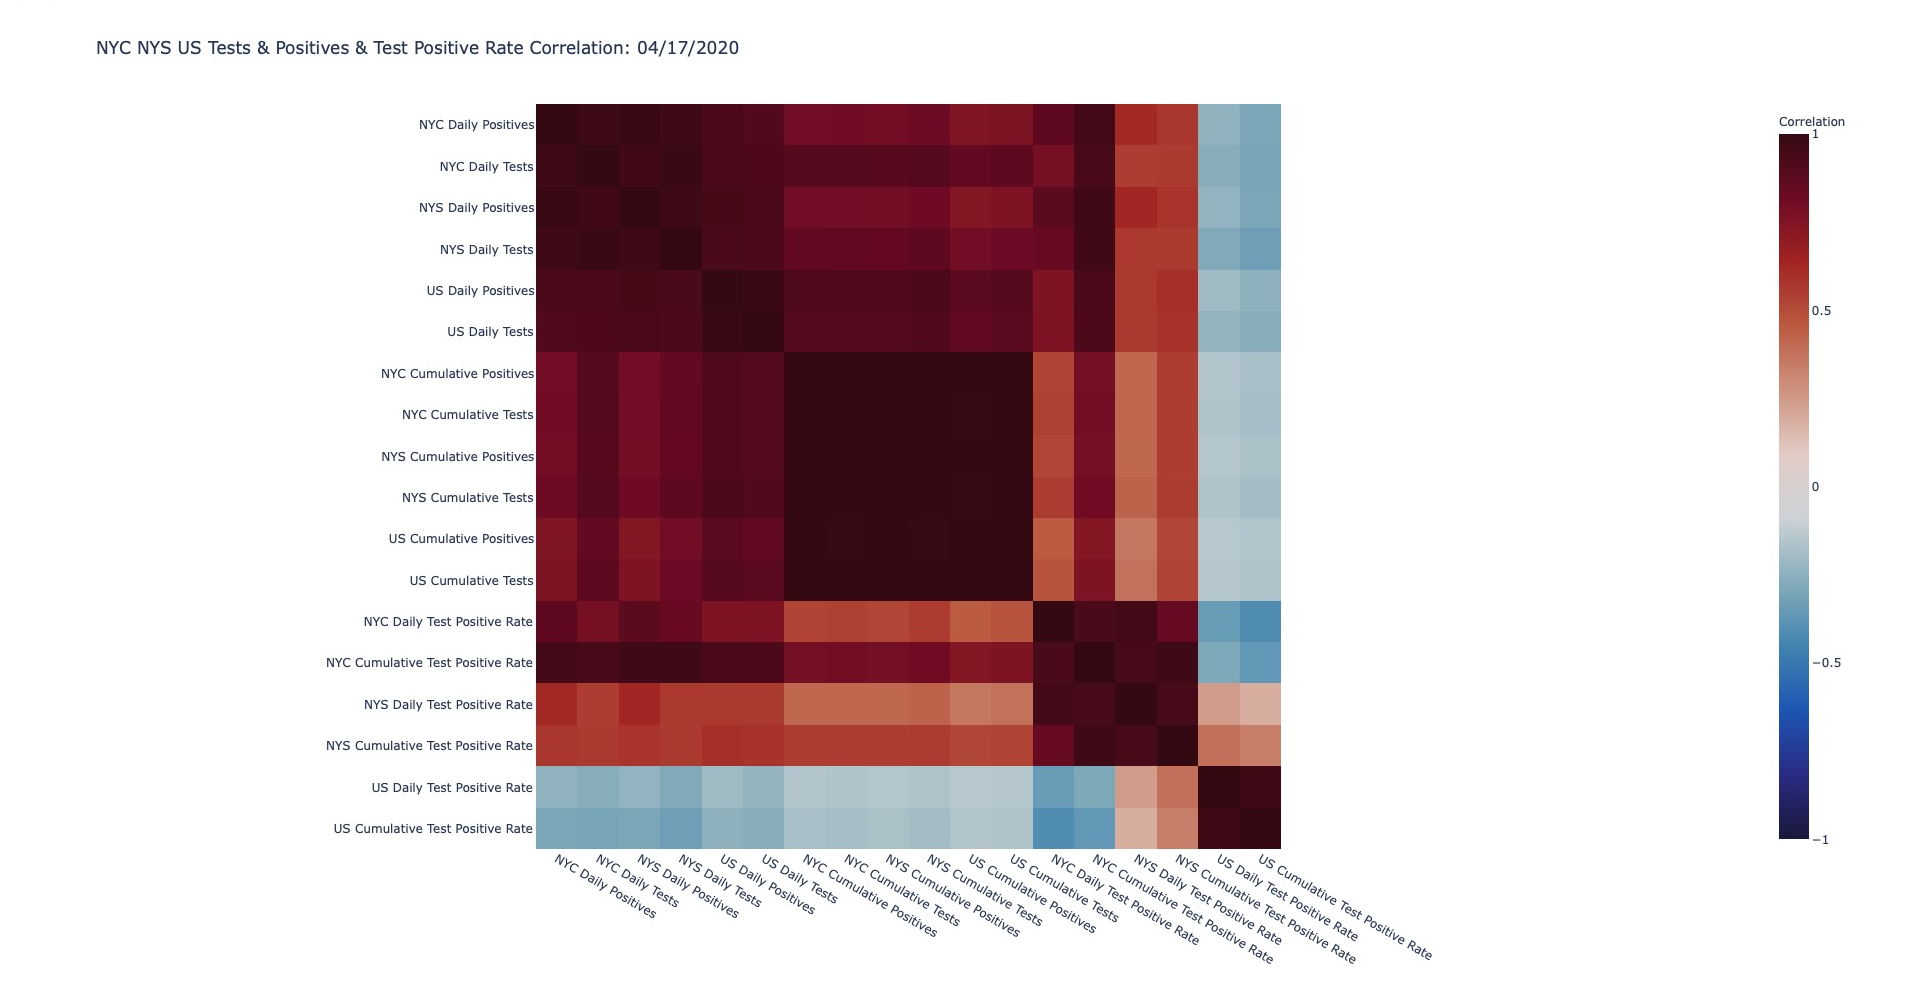 NYC NYS US Tests & Positives & Test Positive Rate Correlation: 04/17/2020
Correlation
1
0.5
0
−0.5
−1
NYC Daily Positives
NYC Daily Tests
NYS Daily Positives
NYS Daily Tests
US Daily Positives
US Daily Tests
NYC Cumulative Positives
NYC Cumulative Tests
NYS Cumulative Positives
NYS Cumulative Tests
US Cumulative Positives
US Cumulative Tests
NYC Daily Test Positive Rate
NYC Cumulative Test Positive Rate
NYS Daily Test Positive Rate
NYS Cumulative Test Positive Rate
US Daily Test Positive Rate
US Cumulative Test Positive Rate
NYC Daily Positives
NYC Daily Tests
NYS Daily Positives
NYS Daily Tests
US Daily Positives
US Daily Tests
NYC Cumulative Positives
NYC Cumulative Tests
NYS Cumulative Positives
NYS Cumulative Tests
US Cumulative Positives
US Cumulative Tests
NYC Daily Test Positive Rate
NYC Cumulative Test Positive Rate
NYS Daily Test Positive Rate
NYS Cumulative Test Positive Rate
US Daily Test Positive Rate
US Cumulative Test Positive Rate